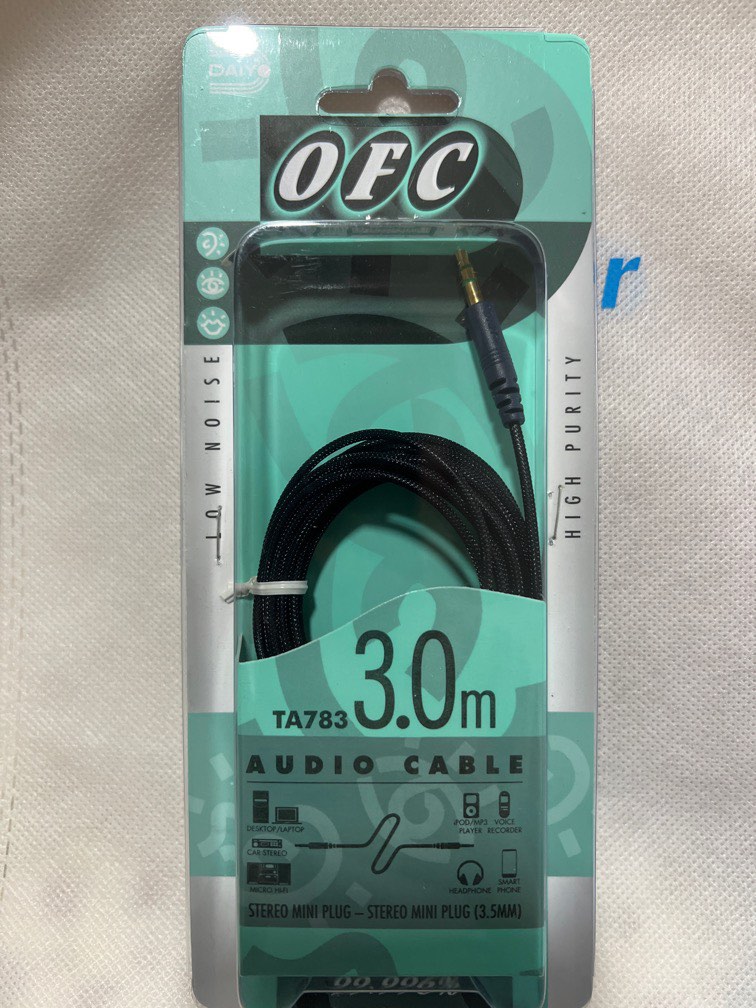 DAIYO
OFC
r
LOW NOISE
HIGH PURITY
3.0m
TA783
AUDIO CABLE
DESKTOP/LAPTOP
iPOD/MP3 PLAYER
VOICE RECORDER
CAR/STEREO
MICRO HI-FI
HEADPHONE
SMART PHONE
STEREO MINI PLUG – STEREO MINI PLUG (3.5MM)